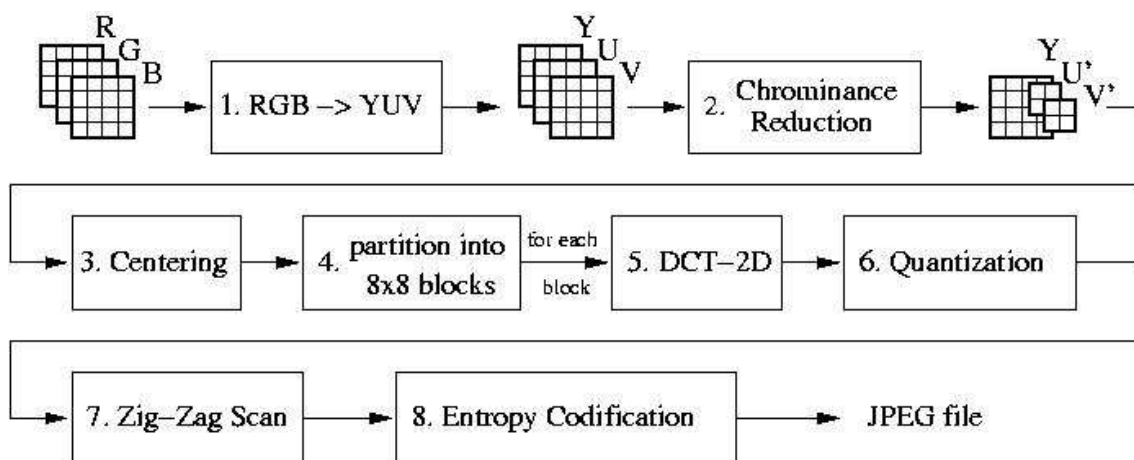 R
G
B
1. RGB –> YUV
Y
U
V
2. Chrominance
Reduction
Y
U'
V'
3. Centering
4. partition into
8x8 blocks
for each
block
5. DCT–2D
6. Quantization
7. Zig–Zag Scan
8. Entropy Codification
JPEG file